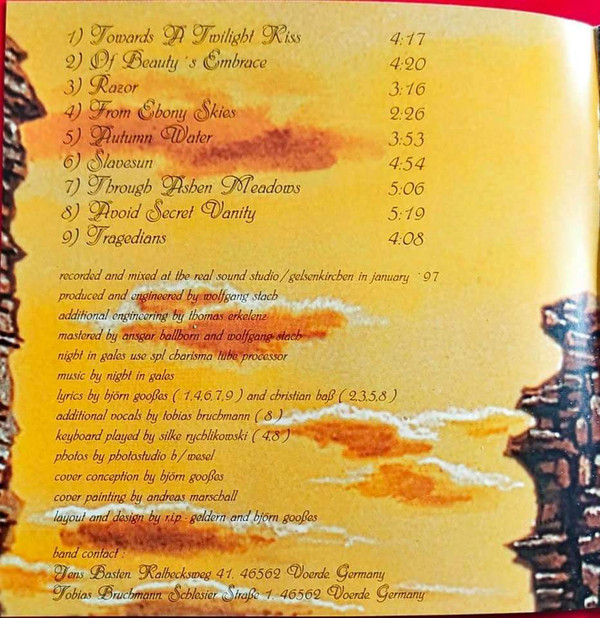 1) Towards A Twilight Kiss 4:17
2) Of Beauty´s Embrace 4:20
3) Razor 3:16
4) From Ebony Skies 2:26
5) Autumn Water 3:53
6) Slavesun 4:54
7) Through Ashen Meadows 5:06
8) Avoid Secret Vanity 5:19
9) Tragedians 4:08
recorded and mixed at the real sound studio/gelsenkirchen in january ´97
produced and engineered by wolfgang stach
additional engineering by thomas erkelenz
mastered by ansgar ballhorn and wolfgang stach
night in gales use spl charisma tube processor
music by night in gales
lyrics by björn gooßes ( 1,4,6,7,9 ) and christian baß ( 2,3,5,8 )
additional vocals by tobias bruchmann ( 8 )
keyboard played by silke rychlikowski ( 4,8 )
photos by photostudio b/wesel
cover conception by björn gooßes
cover painting by andreas marschall
layout and design by r.i.p - geldern and björn gooßes
band contact :
Jens Basten Kalbecksweg 41, 46562 Voerde, Germany
Tobias Bruchmann Schlesier Straße 1, 46562 Voerde, Germany